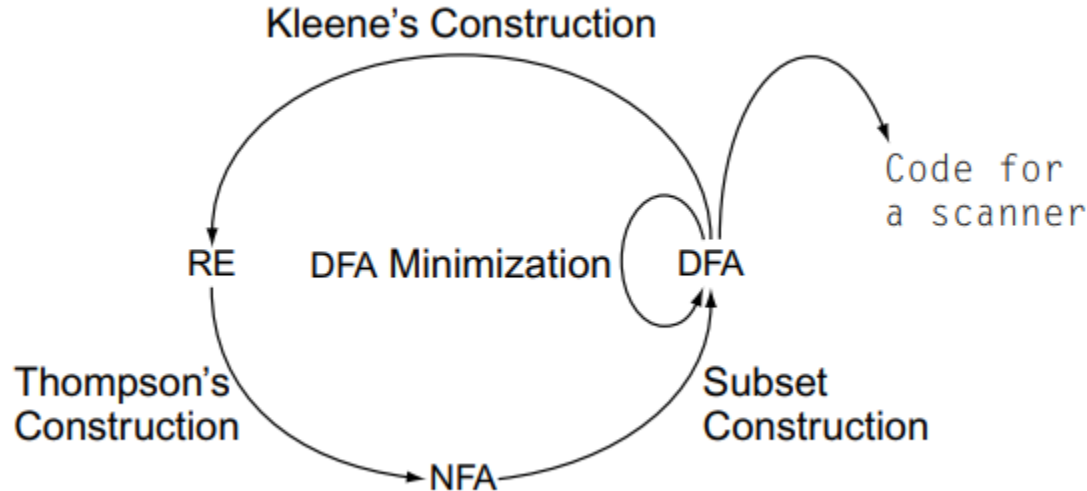 Kleene's Construction
Code for
a scanner
RE
DFA Minimization
DFA
Thompson's
Construction
Subset
Construction
NFA